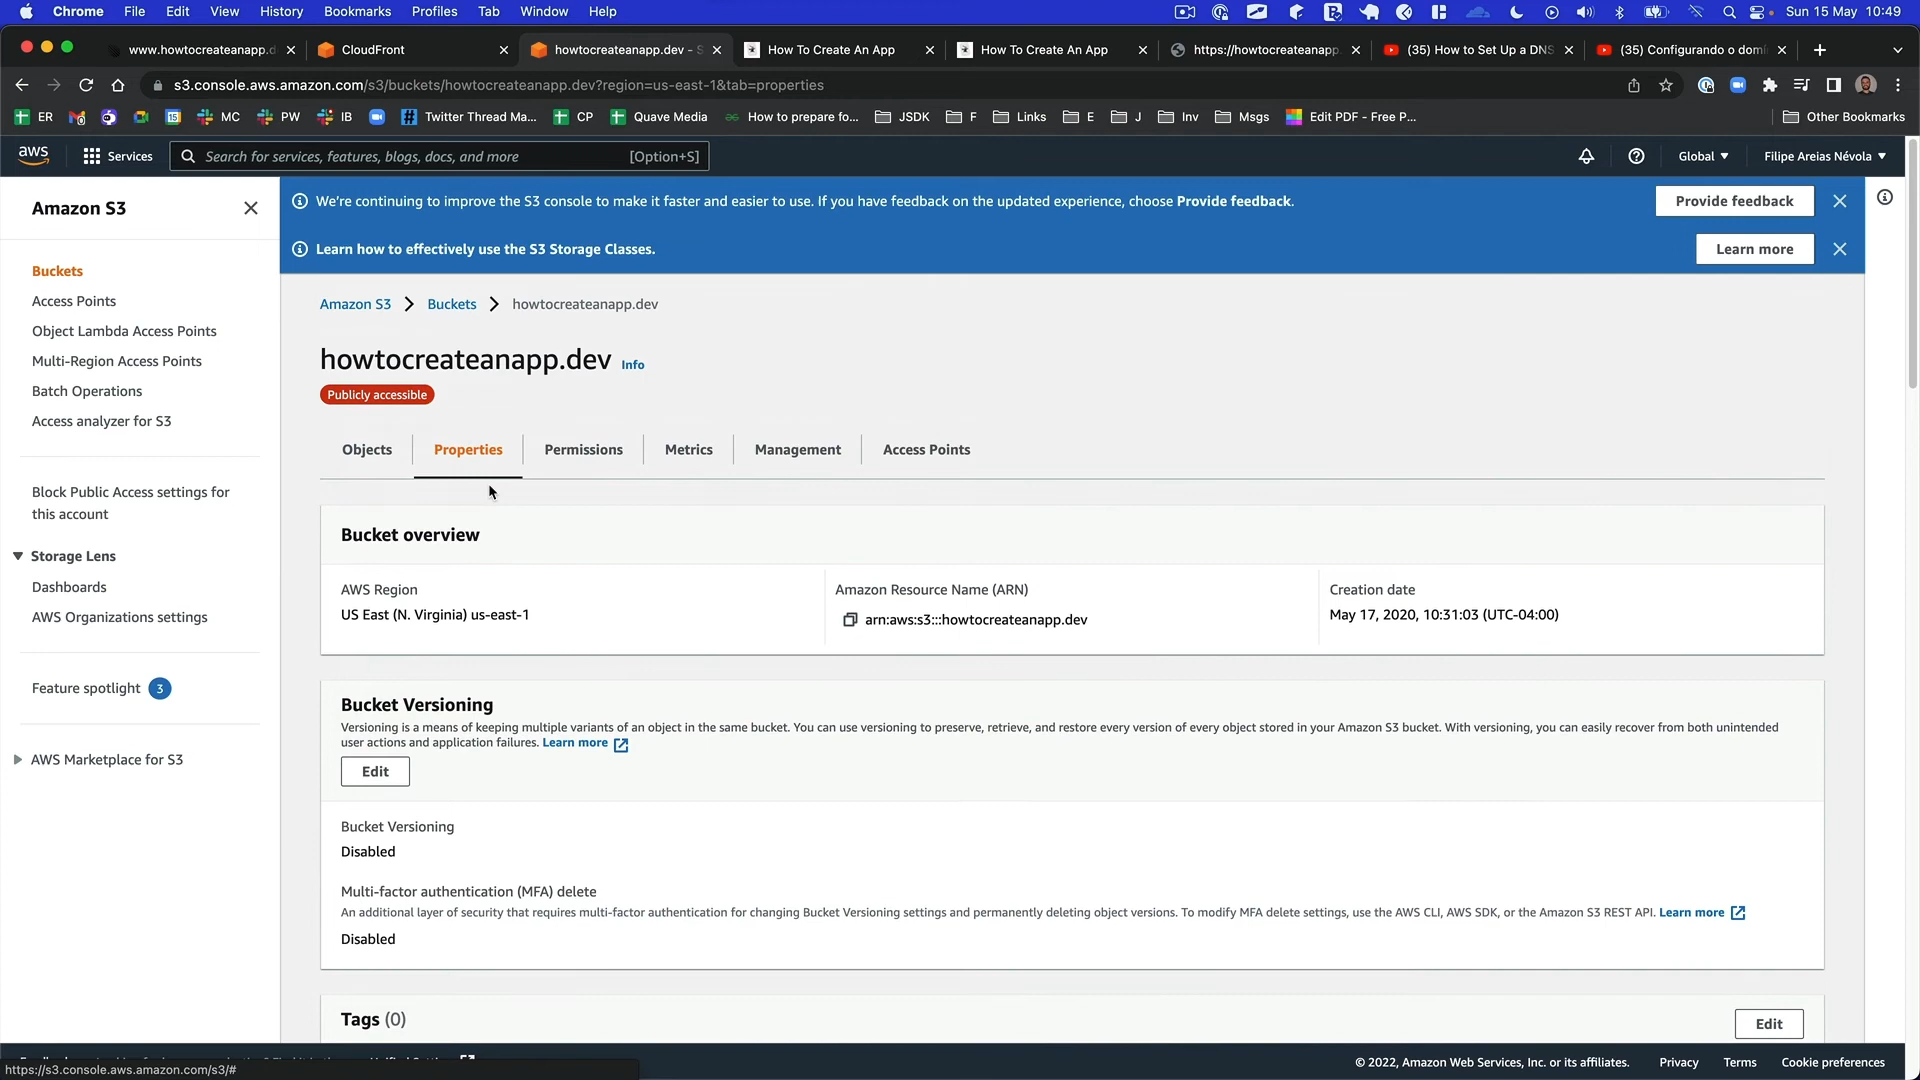 Chrome File Edit View History Bookmarks Profiles Tab Window Help Sun 15 May 10:49
www.howtocreateanapp.d CloudFront howtocreateanapp.dev - S How To Create An App How To Create An App https://howtocreateanapp. (35) How to Set Up a DNS (35) Configurando o domí
s3.console.aws.amazon.com/s3/buckets/howtocreateanapp.dev?region=us-east-1&tab=properties
ER MC PW IB Twitter Thread Ma... CP Quave Media How to prepare fo... JSDK F Links E J Inv Msgs Edit PDF - Free P... Other Bookmarks
aws Services Search for services, features, blogs, docs, and more [Option+S] Global Filipe Areias Névola
Amazon S3
Buckets
Access Points
Object Lambda Access Points
Multi-Region Access Points
Batch Operations
Access analyzer for S3
Block Public Access settings for
this account
Storage Lens
Dashboards
AWS Organizations settings
Feature spotlight 3
AWS Marketplace for S3
We're continuing to improve the S3 console to make it faster and easier to use. If you have feedback on the updated experience, choose Provide feedback. Provide feedback
Learn how to effectively use the S3 Storage Classes. Learn more
Amazon S3 Buckets howtocreateanapp.dev
howtocreateanapp.dev Info
Publicly accessible
Objects Properties Permissions Metrics Management Access Points
Bucket overview
AWS Region
US East (N. Virginia) us-east-1
Amazon Resource Name (ARN)
arn:aws:s3:::howtocreateanapp.dev
Creation date
May 17, 2020, 10:31:03 (UTC-04:00)
Bucket Versioning
Versioning is a means of keeping multiple variants of an object in the same bucket. You can use versioning to preserve, retrieve, and restore every version of every object stored in your Amazon S3 bucket. With versioning, you can easily recover from both unintended
user actions and application failures. Learn more
Edit
Bucket Versioning
Disabled
Multi-factor authentication (MFA) delete
An additional layer of security that requires multi-factor authentication for changing Bucket Versioning settings and permanently deleting object versions. To modify MFA delete settings, use the AWS CLI, AWS SDK, or the Amazon S3 REST API. Learn more
Disabled
Tags (0) Edit
© 2022, Amazon Web Services, Inc. or its affiliates. Privacy Terms Cookie preferences
https://s3.console.aws.amazon.com/s3/#